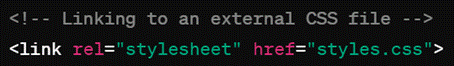 <!-- Linking to an external CSS file -->
<link rel="stylesheet" href="styles.css">